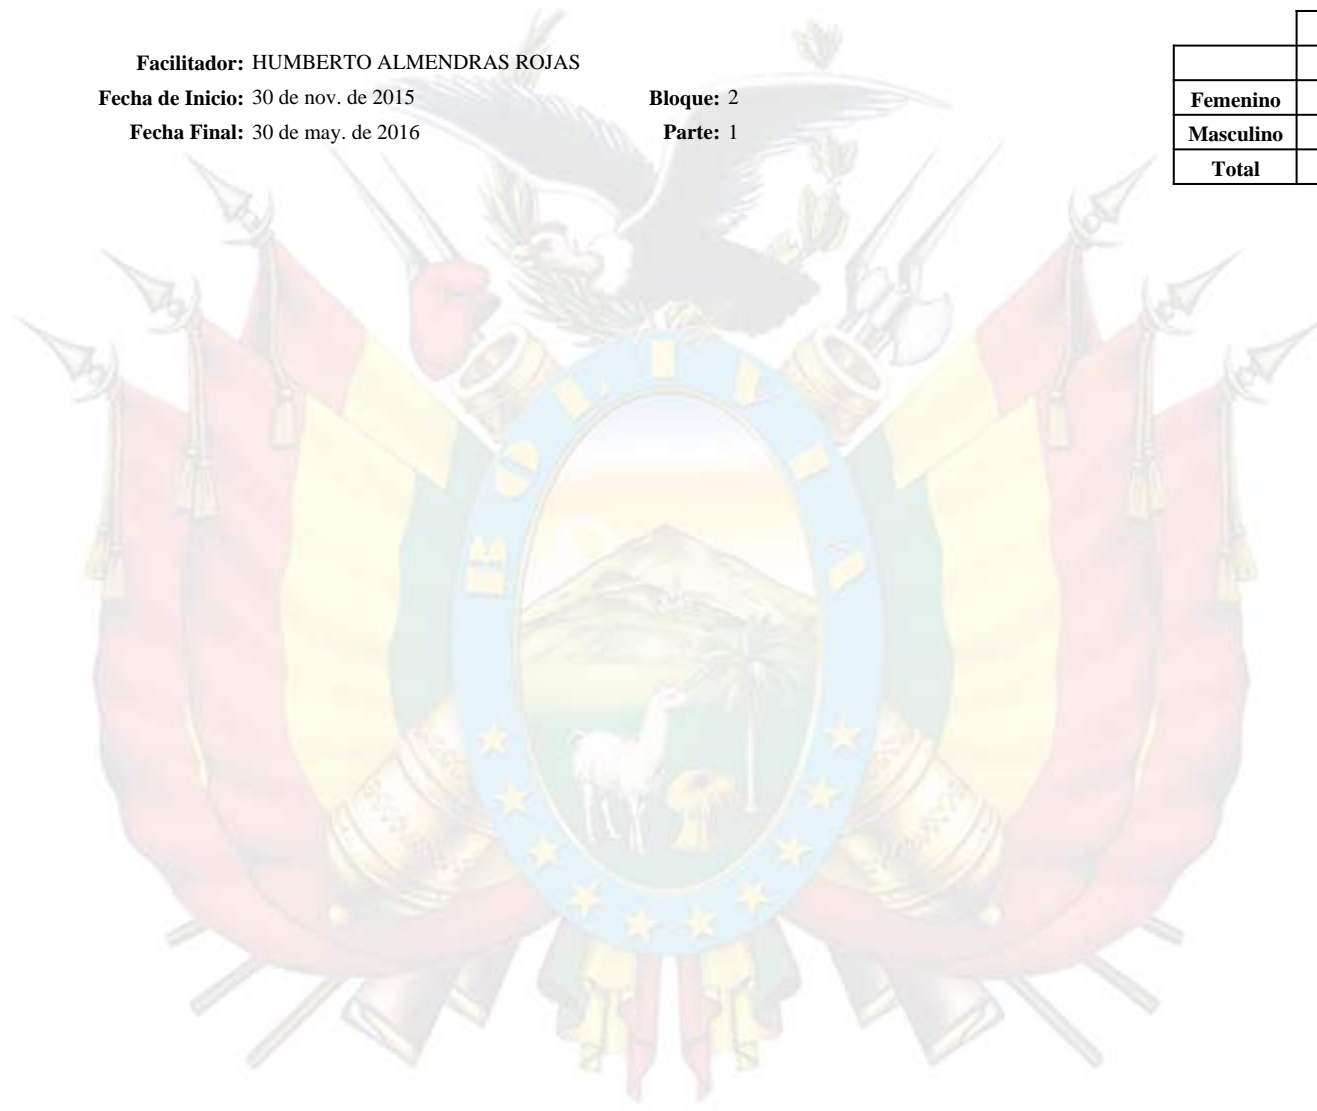 Facilitador: HUMBERTO ALMENDRAS ROJAS
Fecha de Inicio: 30 de nov. de 2015 Bloque: 2
Fecha Final: 30 de may. de 2016 Parte: 1
Femenino
Masculino
Total
BOLIVIA